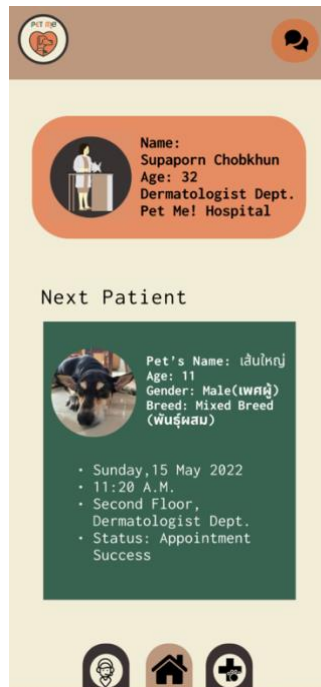 PET ME
Name:
Supaporn Chobkhun
Age: 32
Dermatologist Dept.
Pet Me! Hospital
Next Patient
Pet's Name: เส้นใหญ่
Age: 11
Gender: Male(เพศผู้)
Breed: Mixed Breed
(พันธุ์ผสม)
• Sunday,15 May 2022
• 11:20 A.M.
• Second Floor,
Dermatologist Dept.
• Status: Appointment
Success